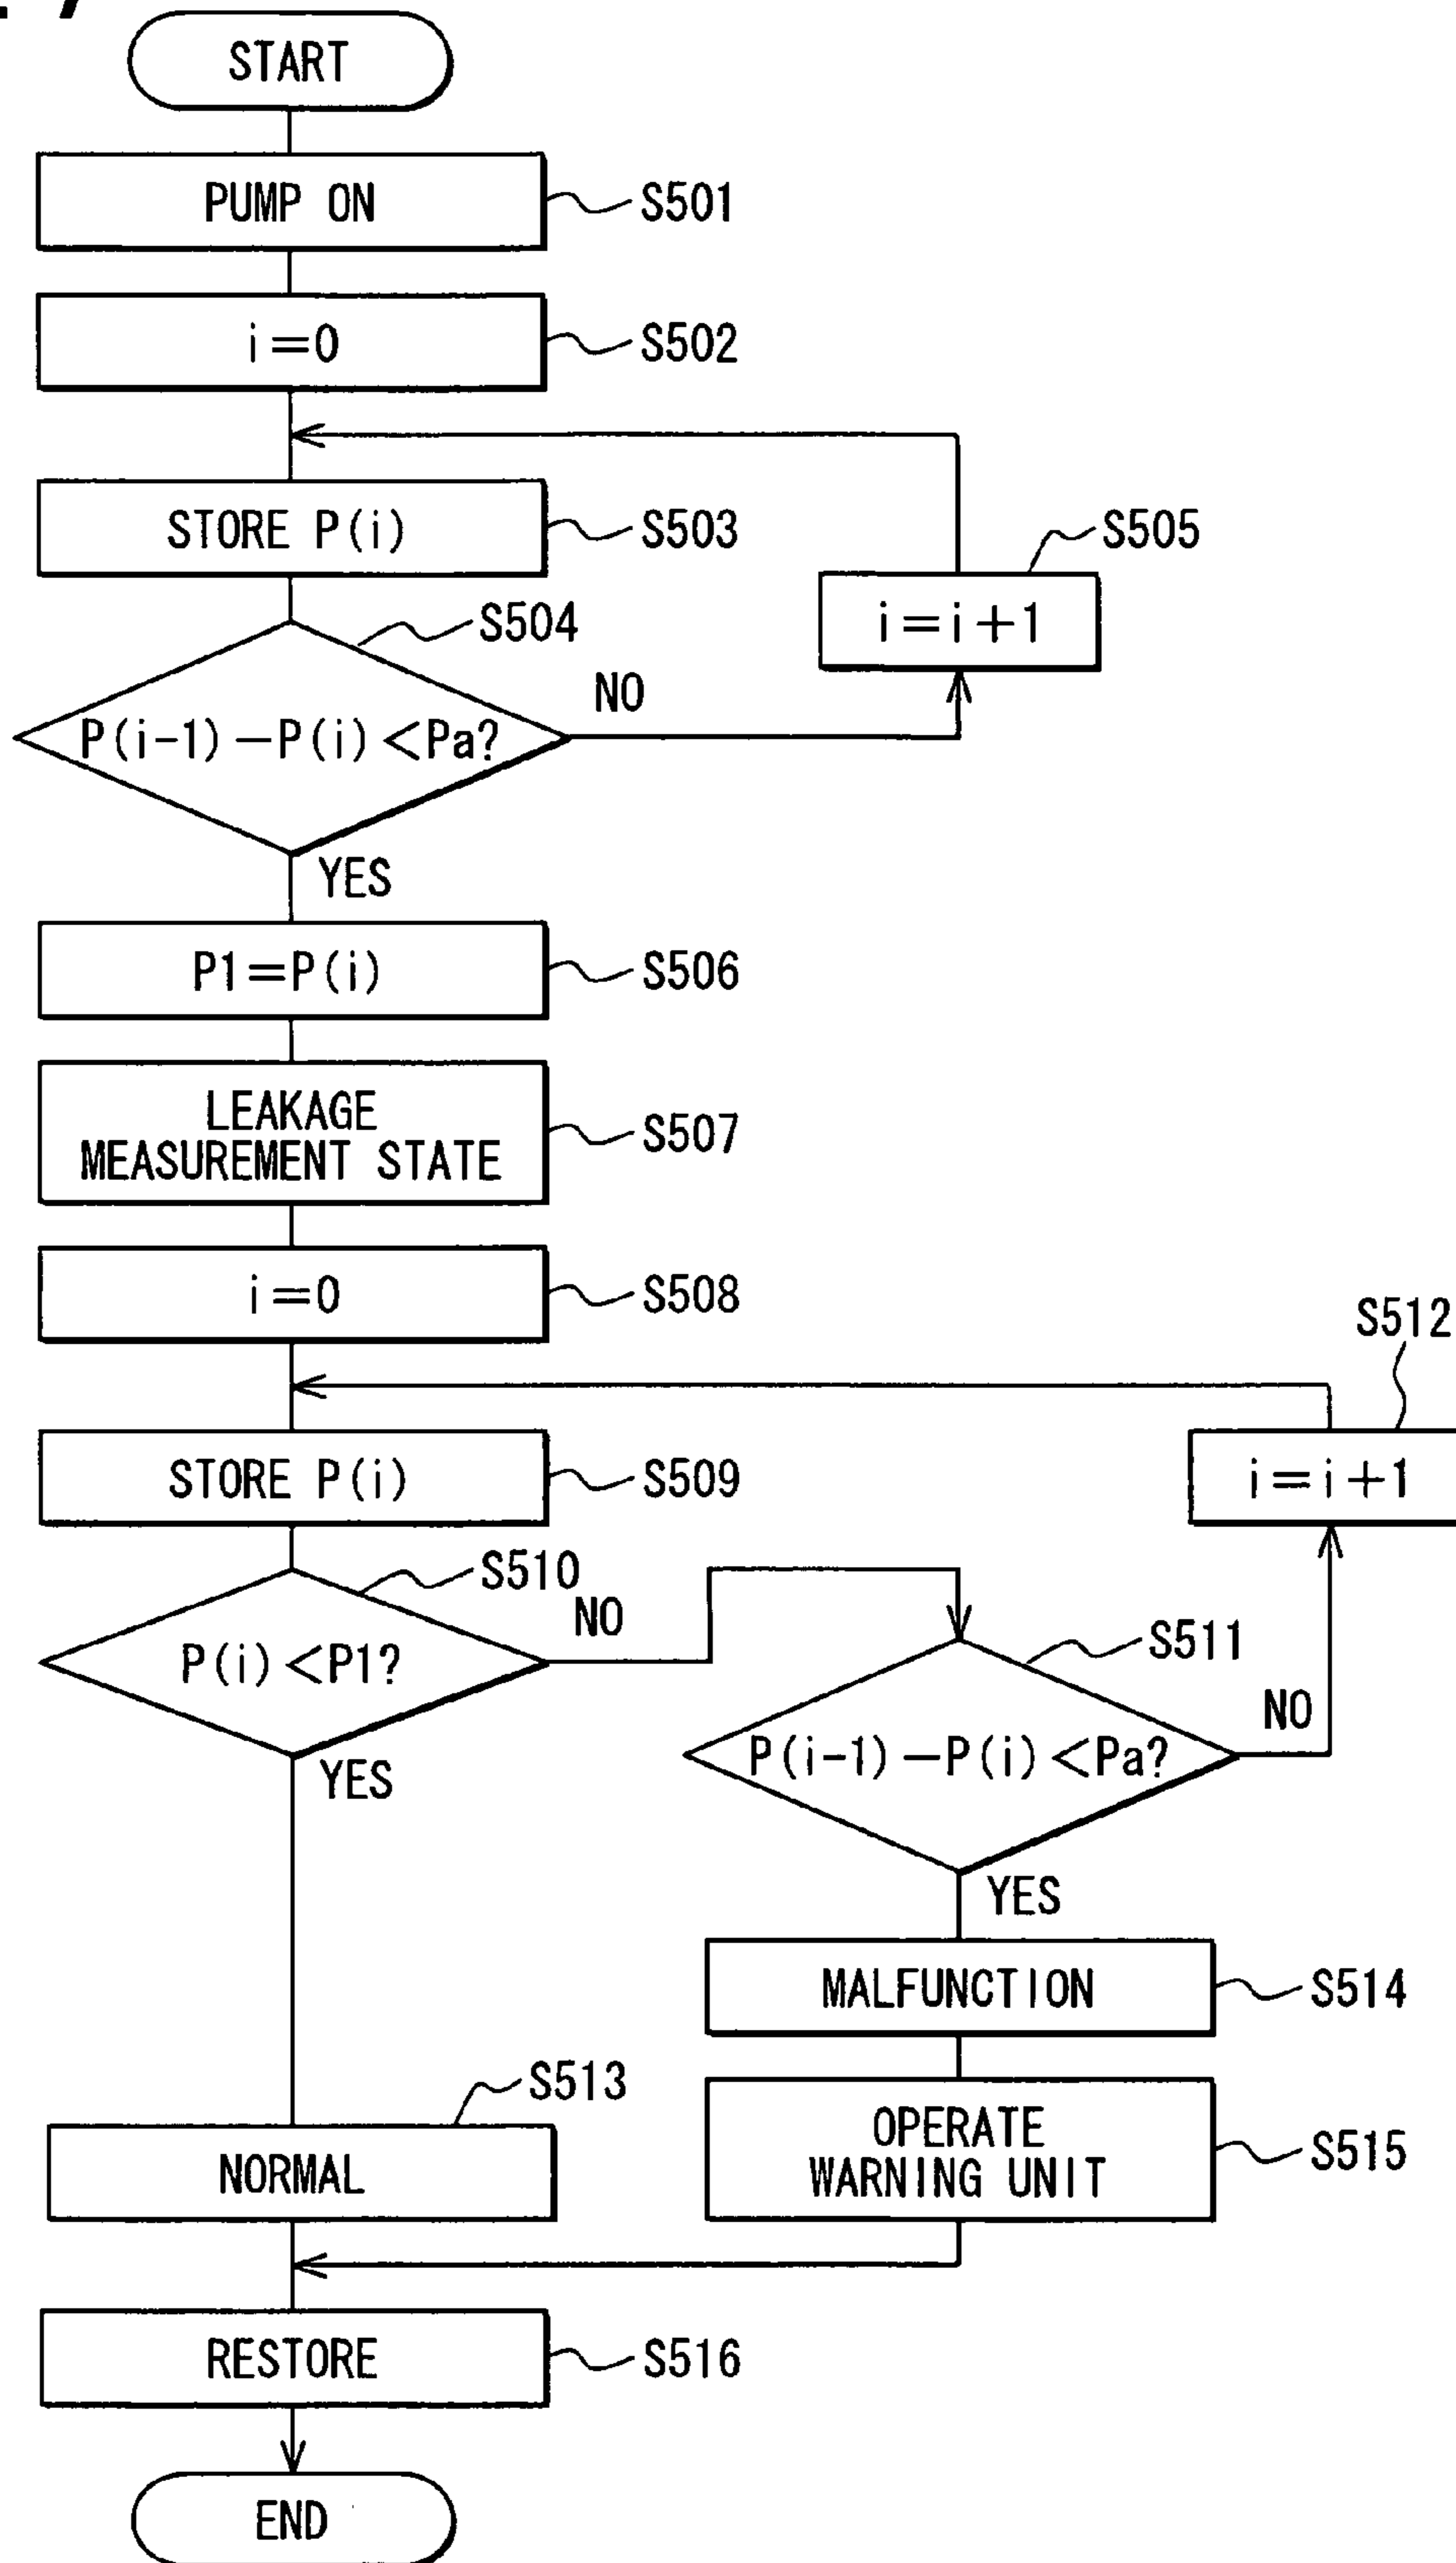 START
PUMP ON
S501
i=0
S502
STORE P(i)
S503
S505
i=i+1
S504
P(i-1)-P(i)<Pa?
NO
YES
P1=P(i)
S506
LEAKAGE
MEASUREMENT STATE
S507
i=0
S508
S512
STORE P(i)
S509
i=i+1
S510
P(i)<P1?
NO
YES
S511
P(i-1)-P(i)<Pa?
NO
YES
MALFUNCTION
S514
S513
NORMAL
OPERATE
WARNING UNIT
S515
RESTORE
S516
END